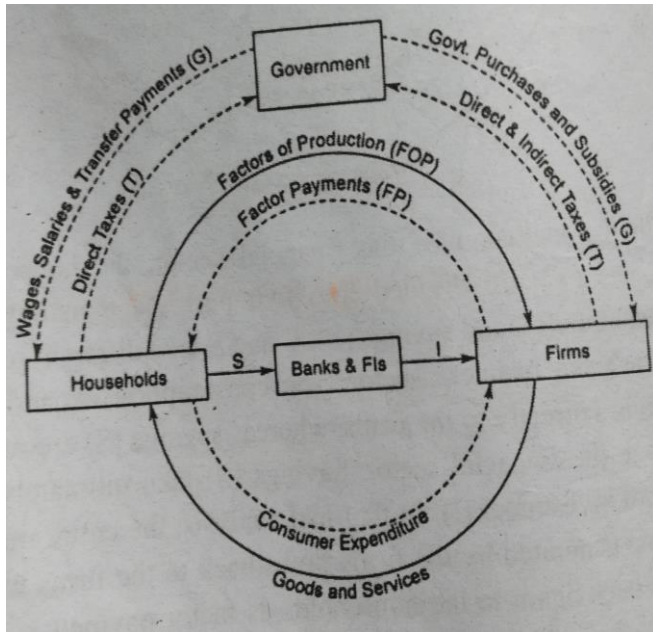 Government
Wages, Salaries & Transfer Payments (G)
Direct Taxes (T)
Govt. Purchases and Subsidies (G)
Direct & Indirect Taxes (T)
Factors of Production (FOP)
Factor Payments (FP)
Households
S
Banks & FIs
I
Firms
Consumer Expenditure
Goods and Services